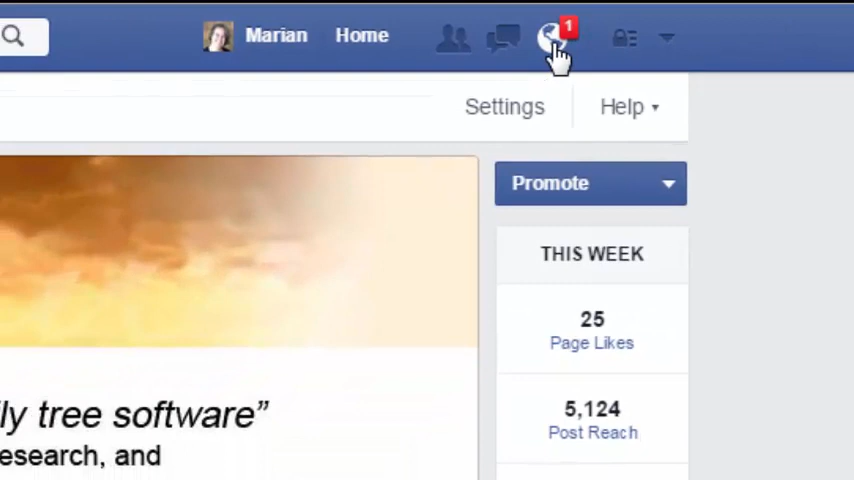 Marian Home 1
Settings Help
Promote
THIS WEEK
25
Page Likes
5,124
Post Reach
ly tree software”
esearch, and